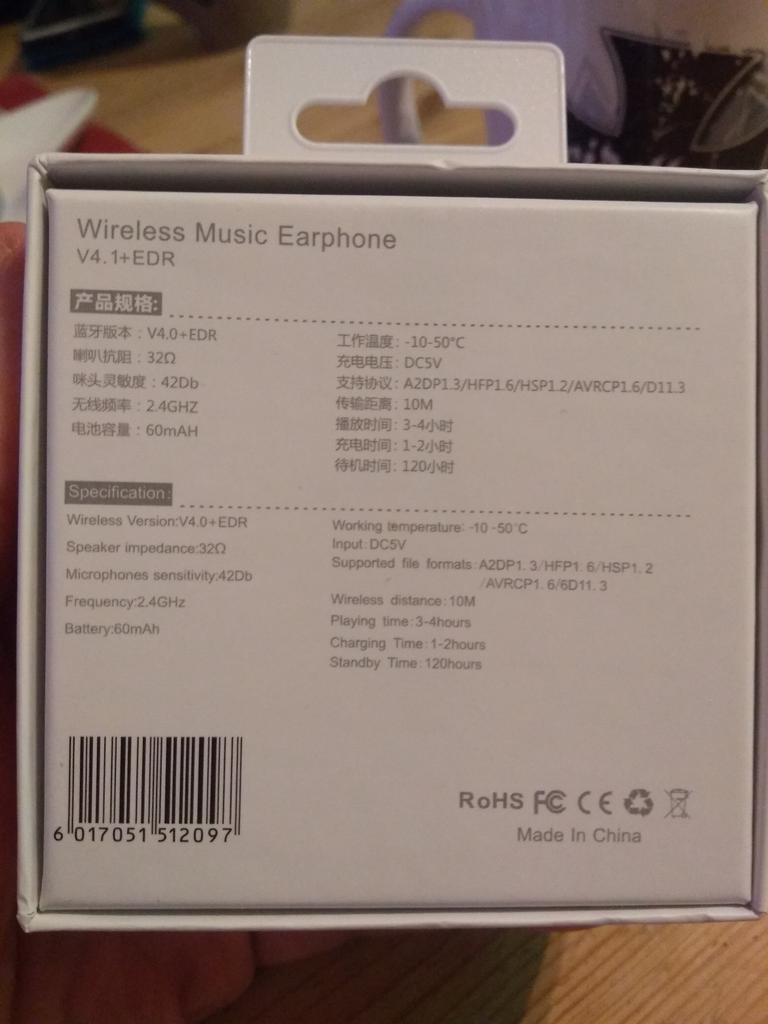 Wireless Music Earphone
V4.1+EDR
产品规格:
蓝牙版本：V4.0+EDR
喇叭抗阻：32Ω
咪头灵敏度：42Db
无线频率：2.4GHZ
电池容量：60mAH
工作温度: -10-50°C
充电电压: DC5V
支持协议: A2DP1.3/HFP1.6/HSP1.2/AVRCP1.6/D11.3
传输距离: 10M
播放时间: 3-4小时
充电时间: 1-2小时
待机时间: 120小时
Specification:
Wireless Version:V4.0+EDR
Speaker impedance:32Ω
Microphones sensitivity:42Db
Frequency:2.4GHz
Battery:60mAh
Working temperature: -10 -50°C
Input: DC5V
Supported file formats: A2DP1. 3/HFP1. 6/HSP1. 2
/AVRCP1. 6/6D11. 3
Wireless distance: 10M
Playing time: 3-4hours
Charging Time: 1-2hours
Standby Time: 120hours
6 017051 512097
RoHS FC CE
Made In China